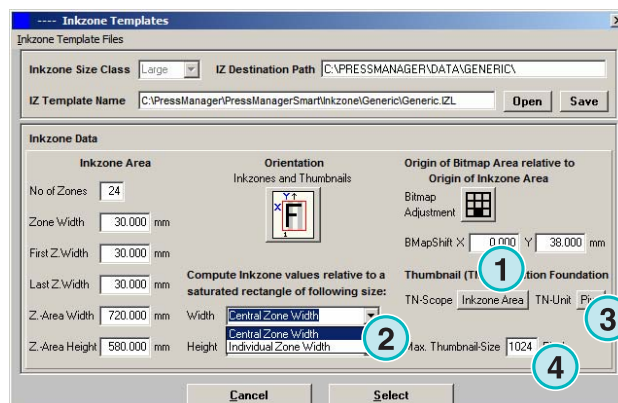 ---- Inkzone Templates
Inkzone Template Files
Inkzone Size Class Large IZ Destination Path C:\PRESSMANAGER\DATA\GENERIC\
IZ Template Name C:\PressManager\PressManagerSmart\Inkzone\Generic\Generic.IZL Open Save
Inkzone Data
Inkzone Area
No of Zones 24
Zone Width 30.000 mm
First Z.Width 30.000 mm
Last Z.Width 30.000 mm
Z.-Area Width 720.000 mm
Z.-Area Height 580.000 mm
Orientation
Inkzones and Thumbnails
Y
X F
1
Compute Inkzone values relative to a
saturated rectangle of following size:
Width Central Zone Width
Central Zone Width
Height Individual Zone Width
2
Origin of Bitmap Area relative to
Origin of Inkzone Area
Bitmap
Adjustment
BMapShift X 0.000 Y 38.000 mm
1
Thumbnail (T Foundation
TN-Scope Inkzone Area TN-Unit
3
Max. Thumbnail-Size 1024
4
Cancel Select